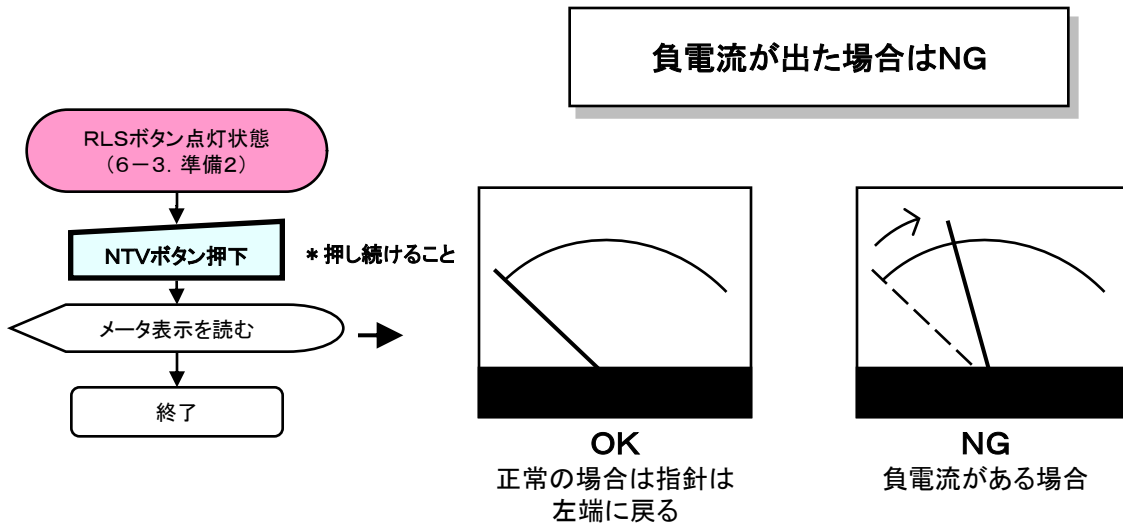 負電流が出た場合はNG
RLSボタン点灯状態
(6-3. 準備2)
NTVボタン押下
*押し続けること
メータ表示を読む
終了
OK
正常の場合は指針は
左端に戻る
NG
負電流がある場合